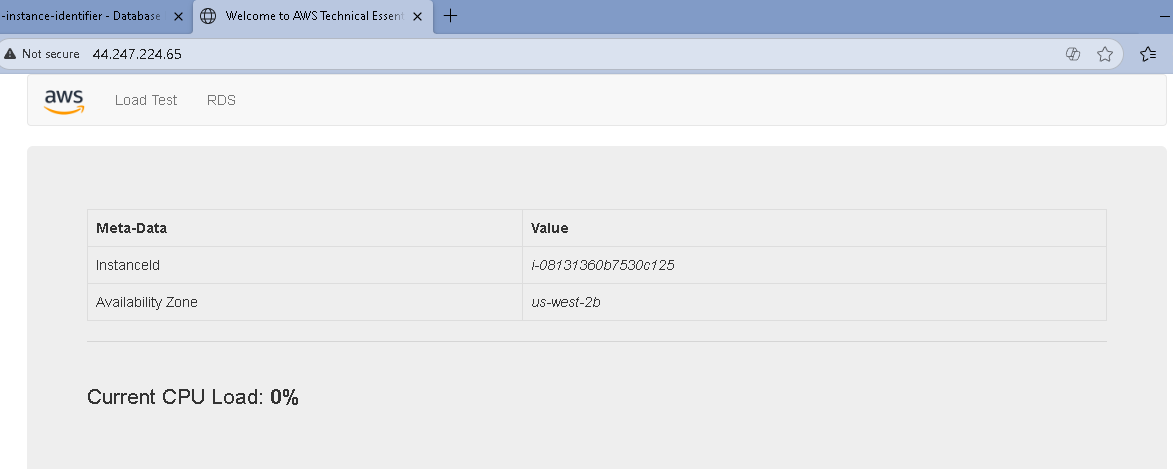 -instance-identifier - Database
Welcome to AWS Technical Essent
Not secure 44.247.224.65
aws Load Test RDS
Meta-Data Value
InstanceId i-08131360b7530c125
Availability Zone us-west-2b
Current CPU Load: 0%